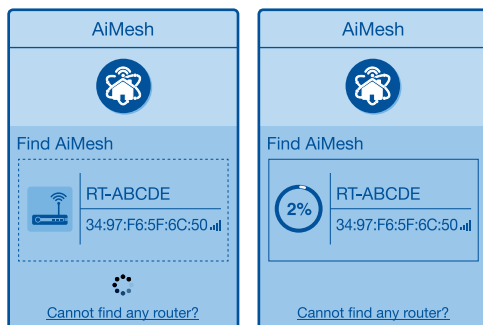 AiMesh
Find AiMesh
RT-ABCDE
34:97:F6:5F:6C:50
Cannot find any router?
AiMesh
Find AiMesh
2%
RT-ABCDE
34:97:F6:5F:6C:50
Cannot find any router?